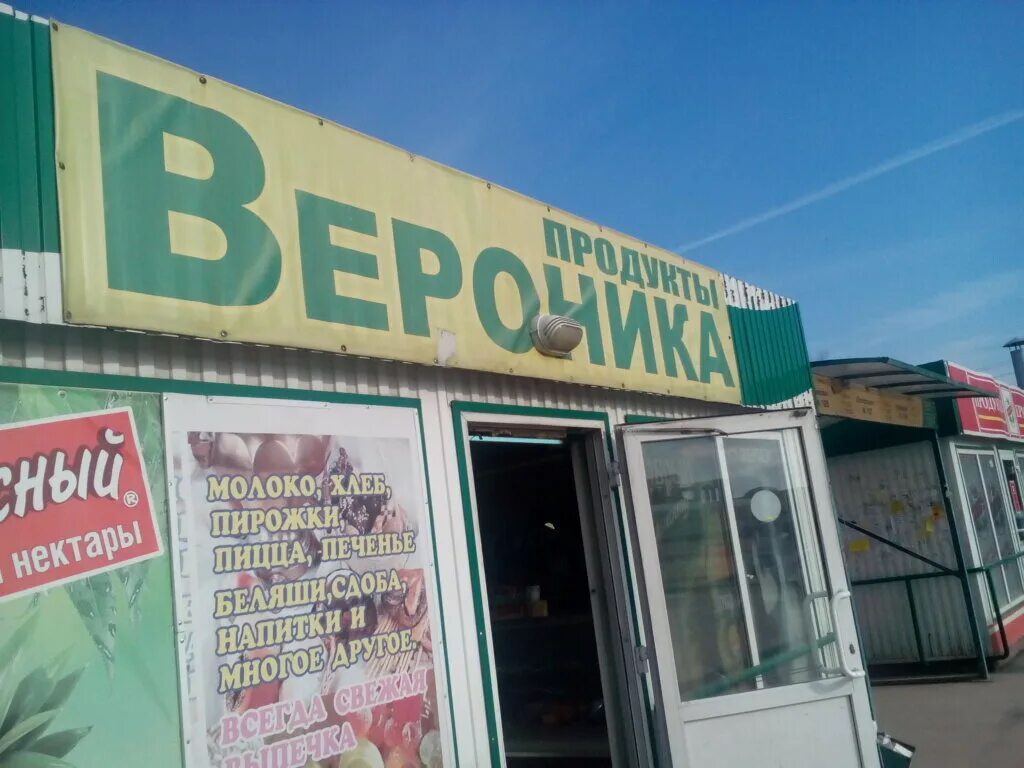 ПРОДУКТЫ
ВЕРОНИКА
СНЫЙ
нектары
МОЛОКО, ХЛЕБ,
ПИРОЖКИ,
ПИЦЦА, ПЕЧЕНЬЕ
БЕЛЯШИ,СДОБА,
НАПИТКИ И
МНОГОЕ ДРУГОЕ.
ВСЕГДА СВЕЖАЯ
ВЫПЕЧКА